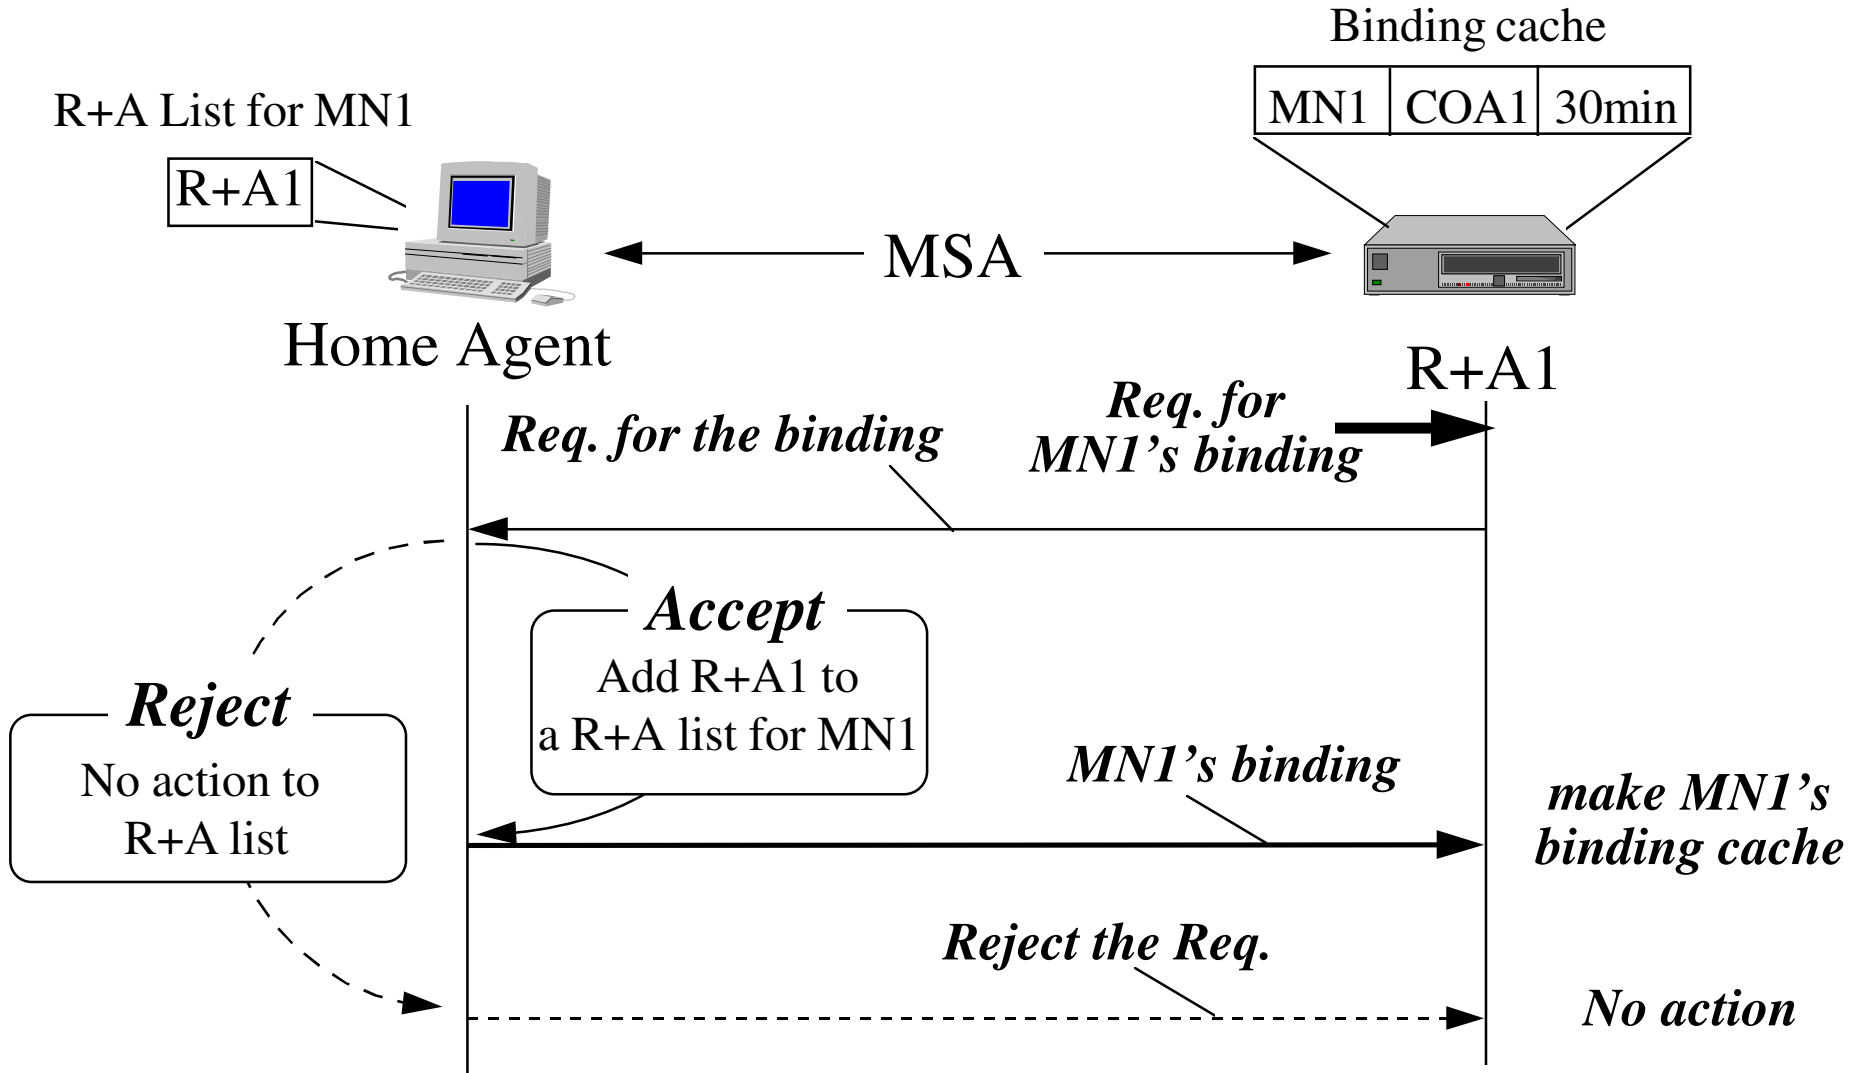 Binding cache
MN1 COA1 30min
R+A List for MN1
R+A1
MSA
Home Agent
R+A1
Req. for the binding
Req. for
MN1's binding
Accept
Add R+A1 to
a R+A list for MN1
Reject
No action to
R+A list
MN1's binding
make MN1's
binding cache
Reject the Req.
No action